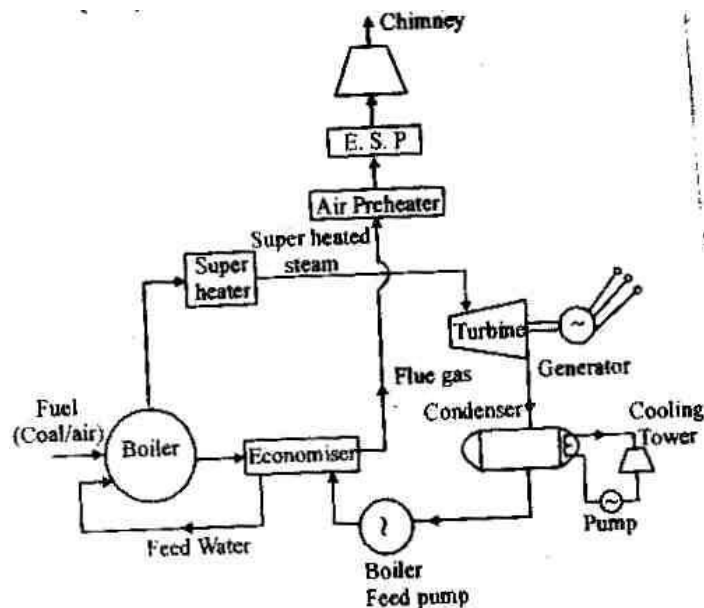 Chimney
E. S. P
Air Preheater
Super heated
steam
Super
heater
Turbine
~
Generator
Flue gas
Fuel
(Coal/air)
Boiler
Economiser
Condenser
Cooling
Tower
Pump
~
Feed Water
~
Boiler
Feed pump